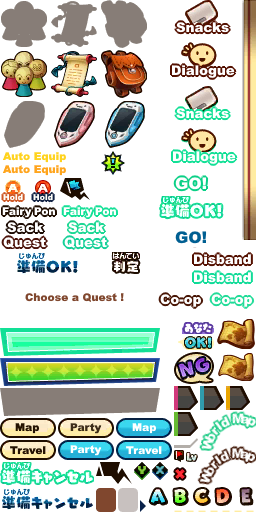 Snacks
Dialogue
Snacks
Dialogue
Auto Equip
Auto Equip
!
GO!
A
Hold
A
Hold
じゅんび
準備OK!
Fairy Pon
Fairy Pon
Sack
Quest
Sack
Quest
GO!
じゅんび
準備OK!
はんてい
判定
Disband
Disband
Choose a Quest !
Co-op
Co-op
あなた
OK!
NG
Map
Party
Map
Travel
Party
Travel
World Map
World Map
Lv
じゅんび
準備キャンセル
Y
X
じゅんび
準備キャンセル
A
B
C
D
E